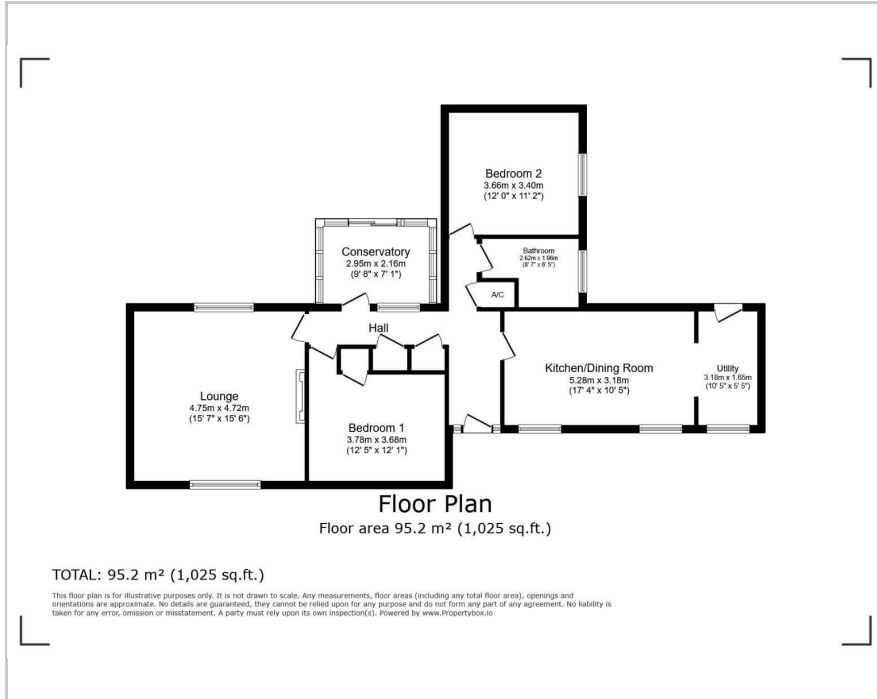 Bedroom 2
3.66m x 3.40m
(12' 0" x 11' 2")
Bathroom
2.62m x 1.96m
(8' 7" x 6' 5")
Conservatory
2.95m x 2.16m
(9' 8" x 7' 1")
A/C
Hall
Kitchen/Dining Room
5.28m x 3.18m
(17' 4" x 10' 5")
Utility
3.18m x 1.65m
(10' 5" x 5' 5")
Lounge
4.75m x 4.72m
(15' 7" x 15' 6")
Bedroom 1
3.78m x 3.68m
(12' 5" x 12' 1")
Floor Plan
Floor area 95.2 m² (1,025 sq.ft.)
TOTAL: 95.2 m² (1,025 sq.ft.)
This floor plan is for illustrative purposes only. It is not drawn to scale. Any measurements, floor areas (including any total floor area), openings and
orientations are approximate. No details are guaranteed, they cannot be relied upon for any purpose and do not form any part of any agreement. No liability is
taken for any error, omission or misstatement. A party must rely upon its own inspection(s). Powered by www.Propertybox.io